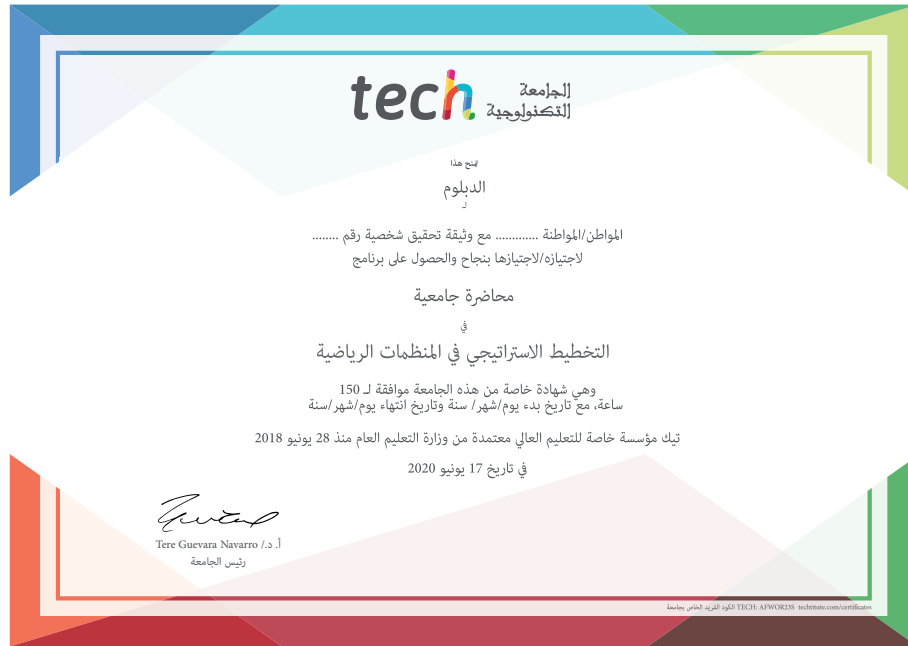 tech
الجامعة
التكنولوجية
يمنح هذا
الدبلوم
لـ
المواطن/المواطنة ............. مع وثيقة تحقيق شخصية رقم ........
لاجتيازه/لاجتيازها بنجاح والحصول على برنامج
محاضرة جامعية
في
التخطيط الاستراتيجي في المنظمات الرياضية
وهي شهادة خاصة من هذه الجامعة موافقة لـ 150
ساعة، مع تاريخ بدء يوم/شهر/ سنة وتاريخ انتهاء يوم/شهر/سنة
تيك مؤسسة خاصة للتعليم العالي معتمدة من وزارة التعليم العام منذ 28 يونيو 2018
في تاريخ 17 يونيو 2020
أ. د./ Tere Guevara Navarro
رئيس الجامعة
الكود الفريد الخاص بجامعة TECH: AFWOR23S techtitute.com/certificates